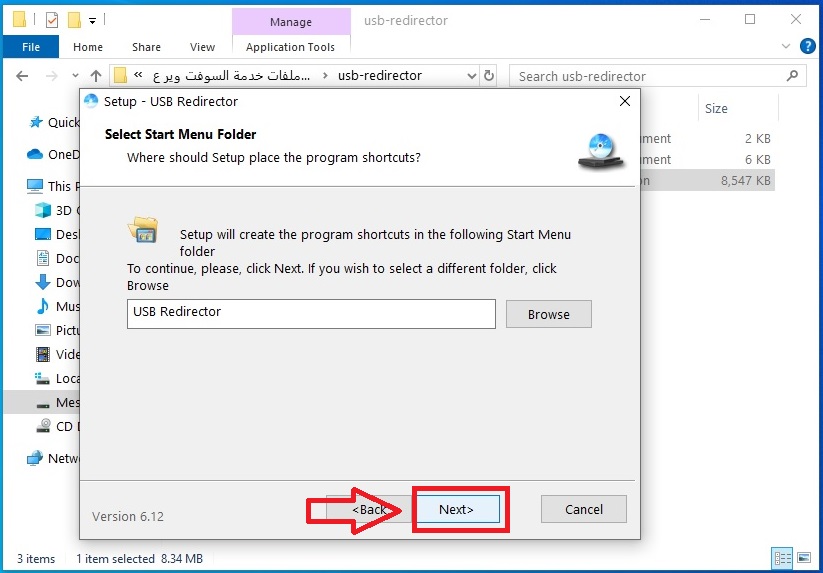 Manage
usb-redirector
File
Home
Share
View
Application Tools
«
ملفات خدمة السوفت وير ع...
›
usb-redirector
Search usb-redirector
Setup - USB Redirector
Size
Quick
OneD
This P
3D
Desk
Doc
Dow
Mus
Pictu
Vide
Loca
Mes
CD
Netw
Select Start Menu Folder
Where should Setup place the program shortcuts?
ument
2 KB
ument
6 KB
on
8,547 KB
Setup will create the program shortcuts in the following Start Menu
folder
To continue, please, click Next. If you wish to select a different folder, click
Browse
USB Redirector
Browse
Version 6.12
<Back
Next>
Cancel
3 items
1 item selected
8.34 MB